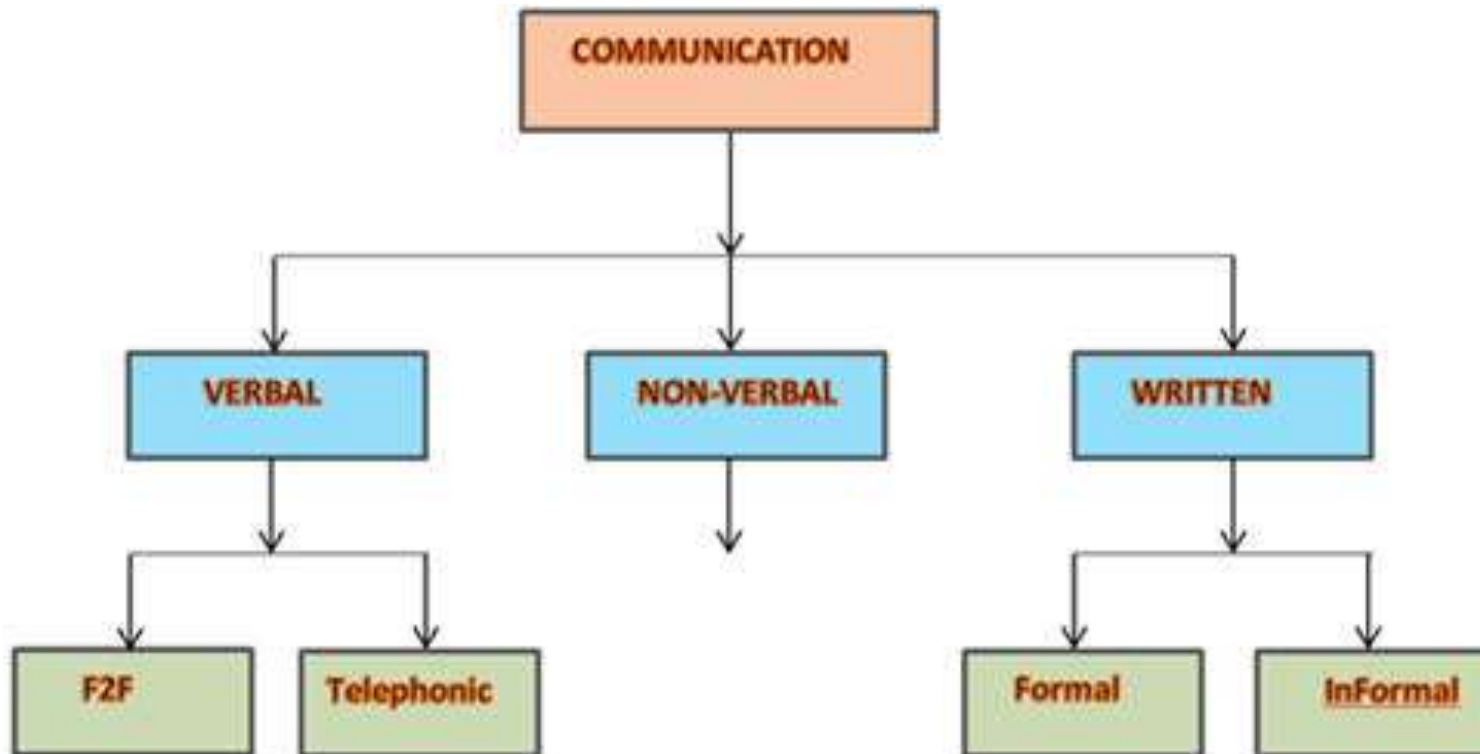 COMMUNICATION
VERBAL
NON-VERBAL
WRITTEN
F2F
Telephonic
Formal
InFormal